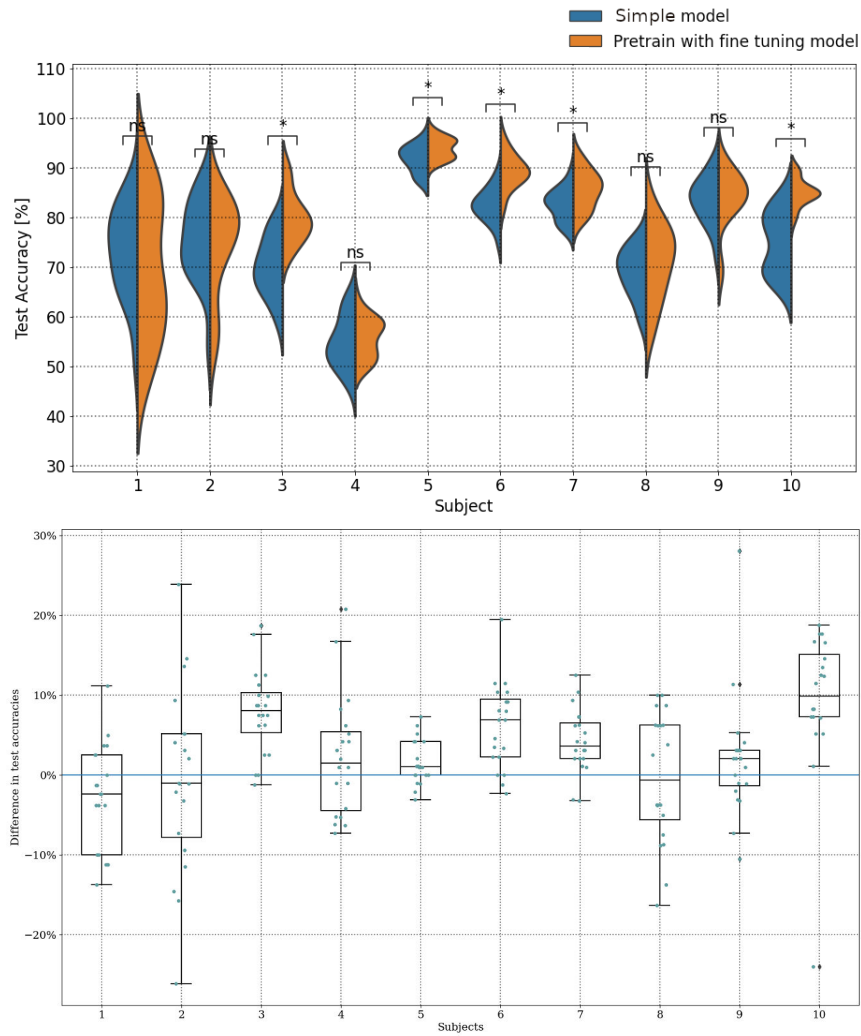 Simple model
Pretrain with fine tuning model
110
100
90
80
70
60
50
40
30
Test Accuracy [%]
ns
ns
*
ns
*
*
*
ns
ns
*
1 2 3 4 5 6 7 8 9 10
Subject
30%
20%
10%
0%
−10%
−20%
Difference in test accuracies
1 2 3 4 5 6 7 8 9 10
Subjects